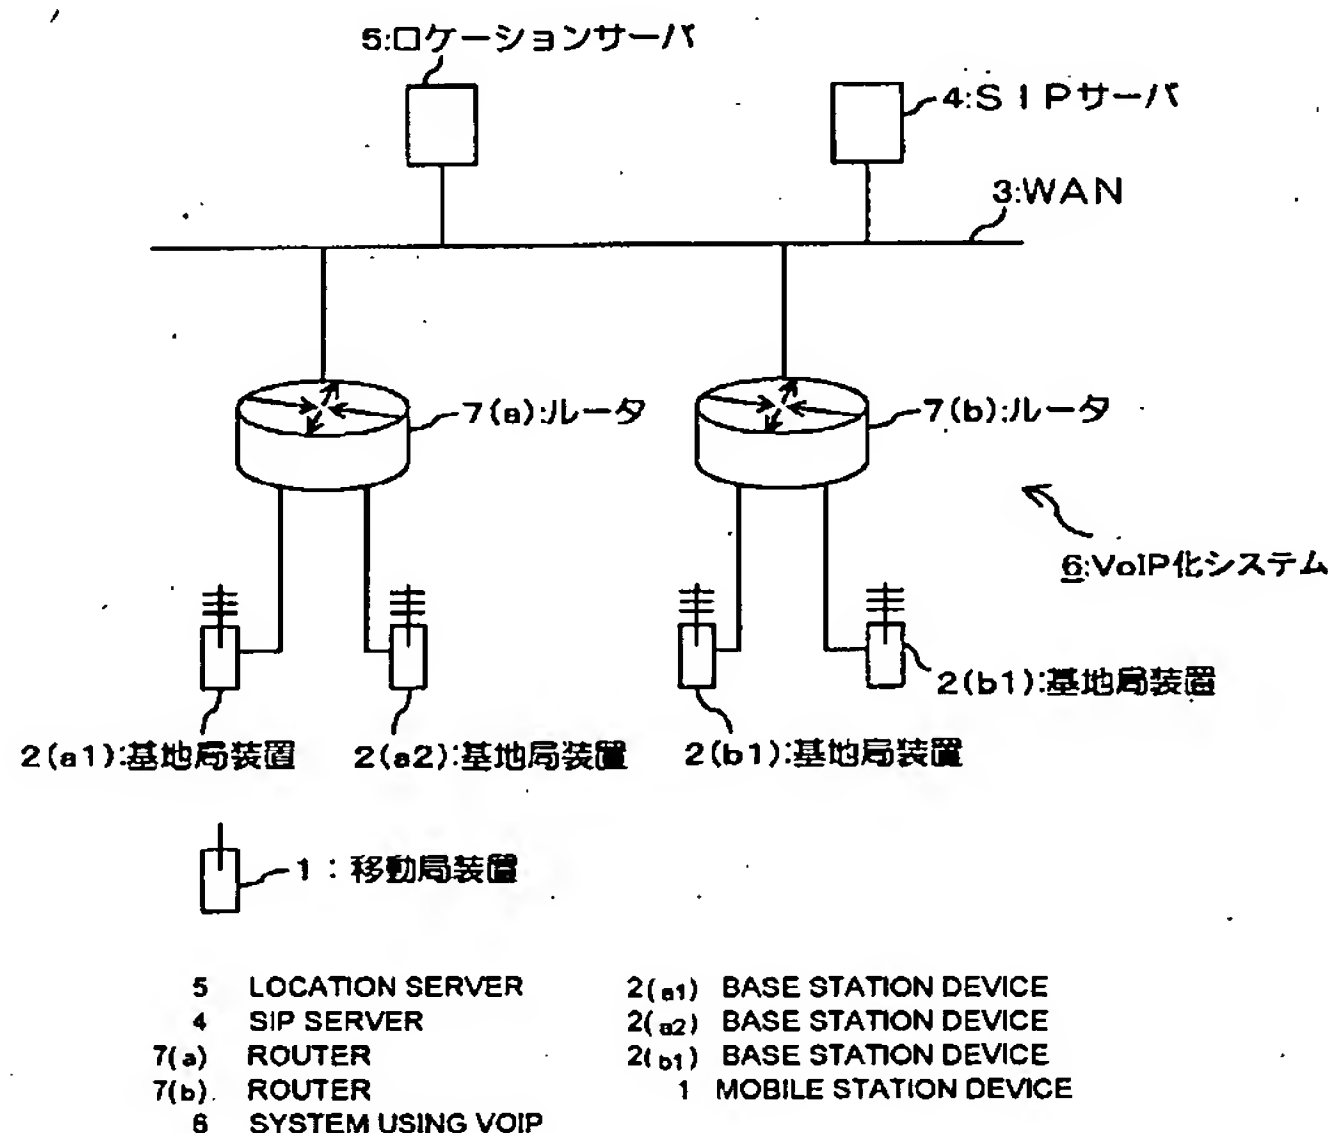 5:ロケーションサーバ
4:SIPサーバ
3:WAN
7(a):ルータ
7(b):ルータ
6:VoIP化システム
2(b1):基地局装置
2(a1):基地局装置
2(a2):基地局装置
2(b1):基地局装置
1：移動局装置
5 LOCATION SERVER
4 SIP SERVER
7(a) ROUTER
7(b). ROUTER
6 SYSTEM USING VOIP
2(a1) BASE STATION DEVICE
2(a2) BASE STATION DEVICE
2(b1) BASE STATION DEVICE
1 MOBILE STATION DEVICE